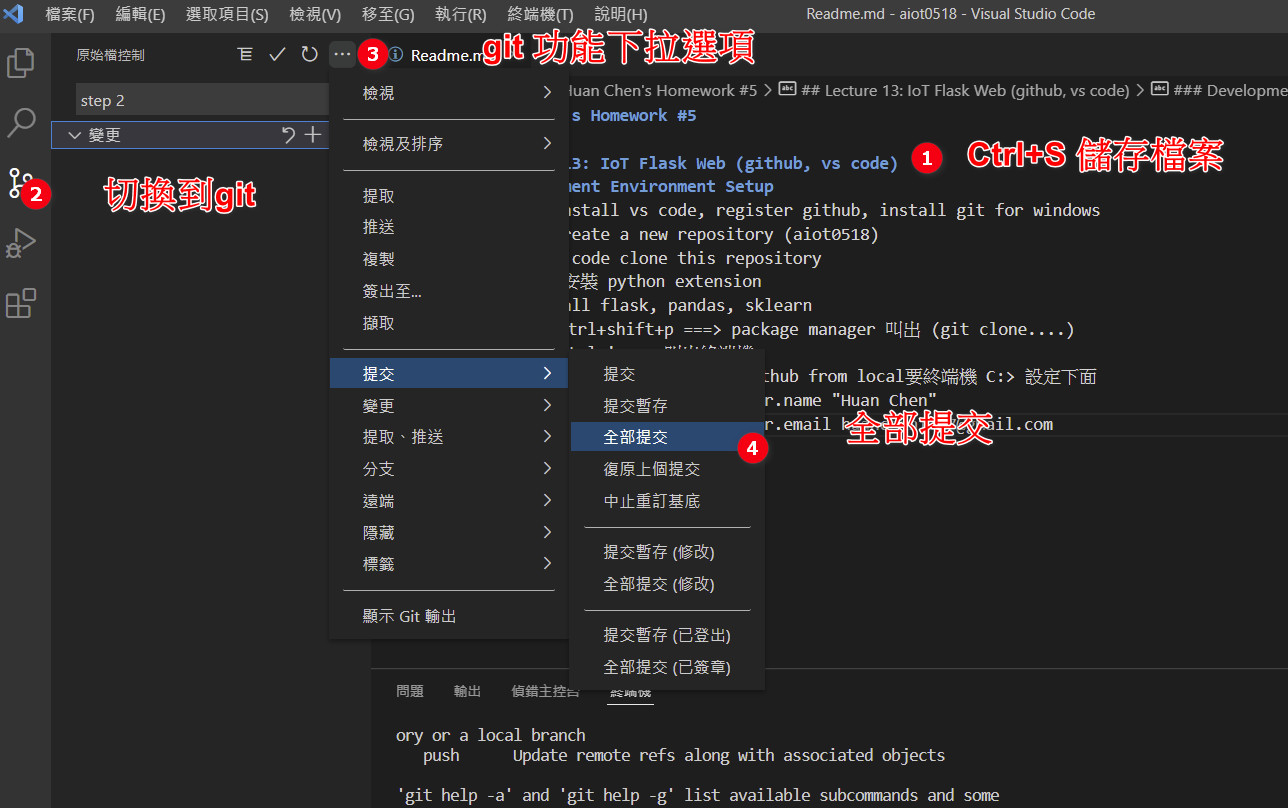 檔案(F) 編輯(E) 選取項目(S) 檢視(V) 移至(G) 執行(R) 終端機(T) 說明(H) Readme.md - aiot0518 - Visual Studio Code
原始檔控制
3
Readme.m
git 功能下拉選項
step 2
變更
2
切換到git
檢視
檢視及排序
提取
推送
複製
簽出至...
擷取
提交
變更
提取、推送
分支
遠端
隱藏
標籤
顯示 Git 輸出
提交
提交暫存
全部提交
4
全部提交
復原上個提交
中止重訂基底
提交暫存 (修改)
全部提交 (修改)
提交暫存 (已登出)
全部提交 (已簽章)
Huan Chen's Homework #5 > ## Lecture 13: IoT Flask Web (github, vs code) > ### Developme
s Homework #5
13: IoT Flask Web (github, vs code)
1
Ctrl+S 儲存檔案
ment Environment Setup
nstall vs code, register github, install git for windows
reate a new repository (aiot0518)
code clone this repository
安裝 python extension
all flask, pandas, sklearn
trl+shift+p ===> package manager 叫出 (git clone....)
thub from local要終端機 C:> 設定下面
r.name "Huan Chen"
r.email
mail.com
問題 輸出 偵錯主控台 終端機
ory or a local branch
push Update remote refs along with associated objects
'git help -a' and 'git help -g' list available subcommands and some